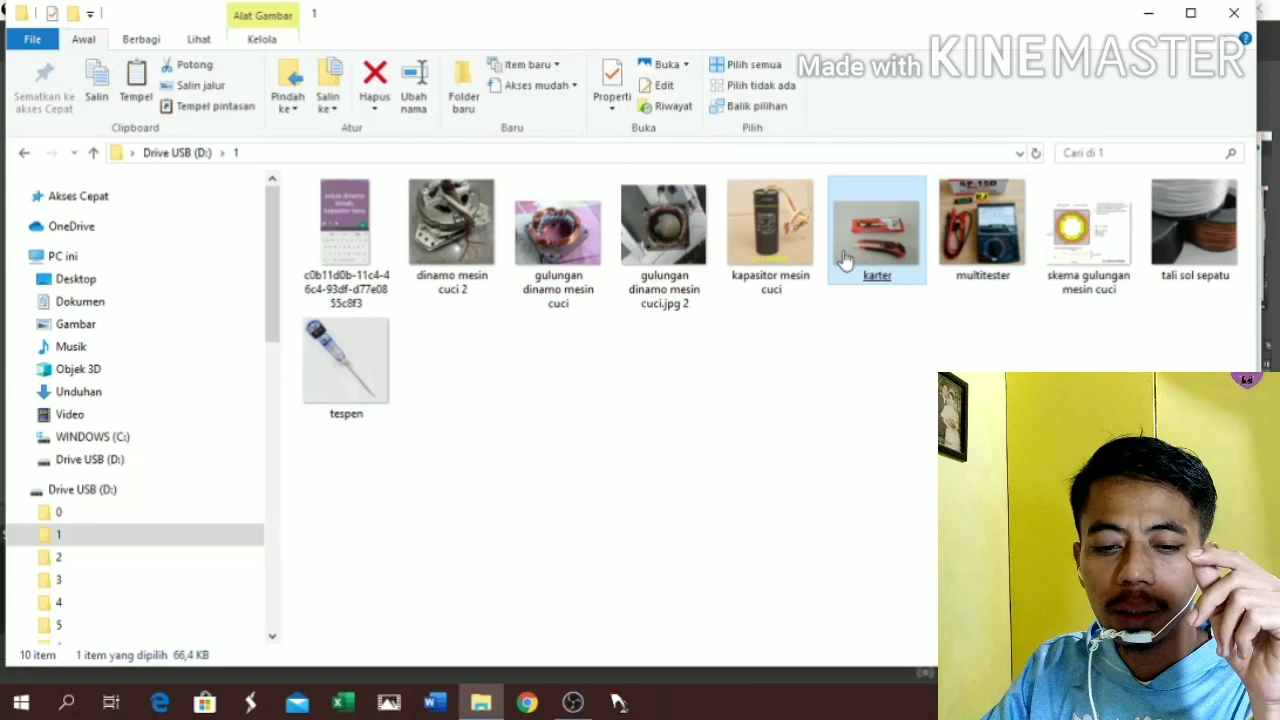 Alat Gambar
1
File
Awal
Berbagi
Lihat
Kelola
Made with KINEMASTER
Sematkan ke
akses Cepat
Salin
Tempel
Potong
Salin jalur
Tempel pintasan
Clipboard
Pindah
ke
Salin
ke
Hapus
Ubah
nama
Atur
Folder
baru
Item baru
Akses mudah
Baru
Properti
Buka
Edit
Riwayat
Buka
Pilih semua
Pilih tidak ada
Balik pilihan
Pilih
Drive USB (D:) > 1
Cari di 1
Akses Cepat
OneDrive
PC ini
Desktop
Dokumen
Gambar
Musik
Objek 3D
Unduhan
Video
WINDOWS (C:)
Drive USB (D:)
Drive USB (D:)
0
1
2
3
4
5
c0b11d0b-11c4-4
6c4-93df-d77e08
55c8f3
dinamo mesin
cuci 2
gulungan
dinamo mesin
cuci
gulungan
dinamo mesin
cuci.jpg 2
kapasitor mesin
cuci
karter
multitester
skema gulungan
mesin cuci
tali sol sepatu
tespen
10 item
1 item yang dipilih 66,4 KB